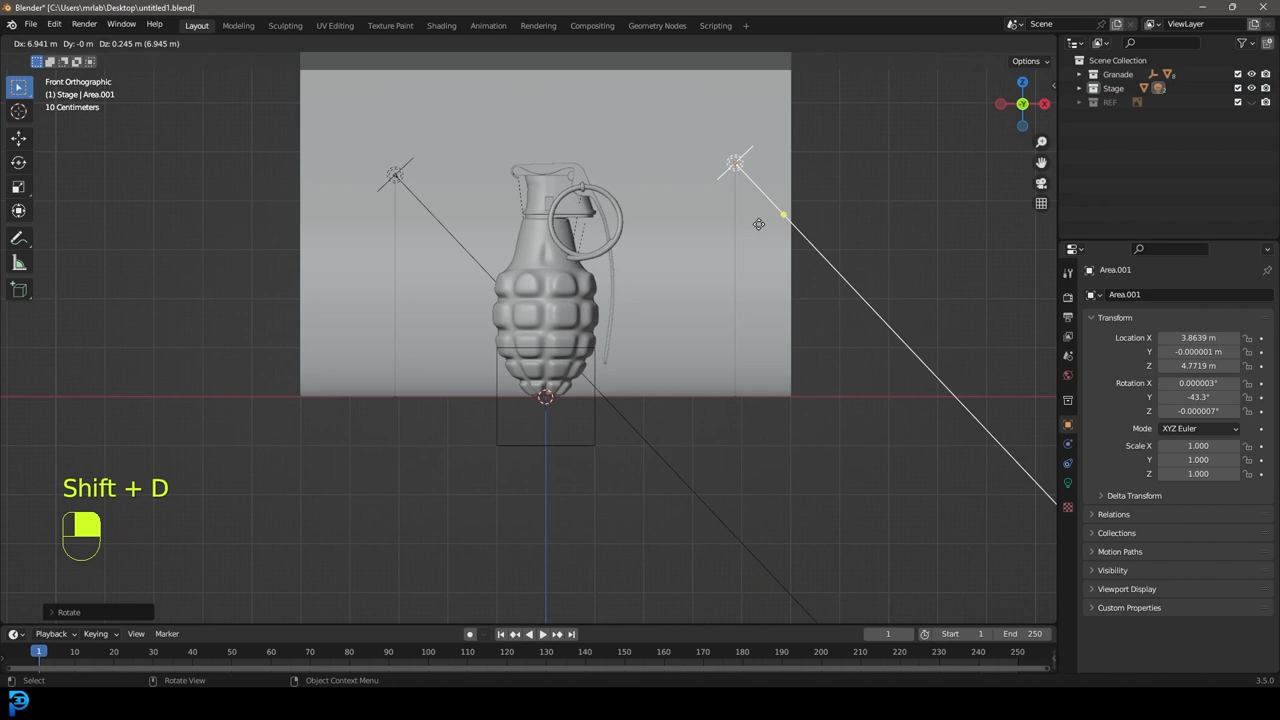 Blender* [C:\Users\mrlab\Desktop\untitled1.blend]
File Edit Render Window Help Layout Modeling Sculpting UV Editing Texture Paint Shading Animation Rendering Compositing Geometry Nodes Scripting Scene ViewLayer
Dx: 6.941 m Dy: -0 m Dz: 0.245 m (6.945 m)
Options
Front Orthographic
(1) Stage | Area.001
10 Centimeters
Z
Y
X
Scene Collection
Granade 8
Stage 2
REF
Area.001
Area.001
Transform
Location X 3.8639 m
Y -0.000001 m
Z 4.7719 m
Rotation X 0.000003°
Y -43.3°
Z -0.000007°
Mode XYZ Euler
Scale X 1.000
Y 1.000
Z 1.000
Delta Transform
Relations
Collections
Motion Paths
Visibility
Viewport Display
Custom Properties
Shift + D
Rotate
Playback Keying View Marker 1 Start 1 End 250
1 10 20 30 40 50 60 70 80 90 100 110 120 130 140 150 160 170 180 190 200 210 220 230 240 250
Select Rotate View Object Context Menu 3.5.0